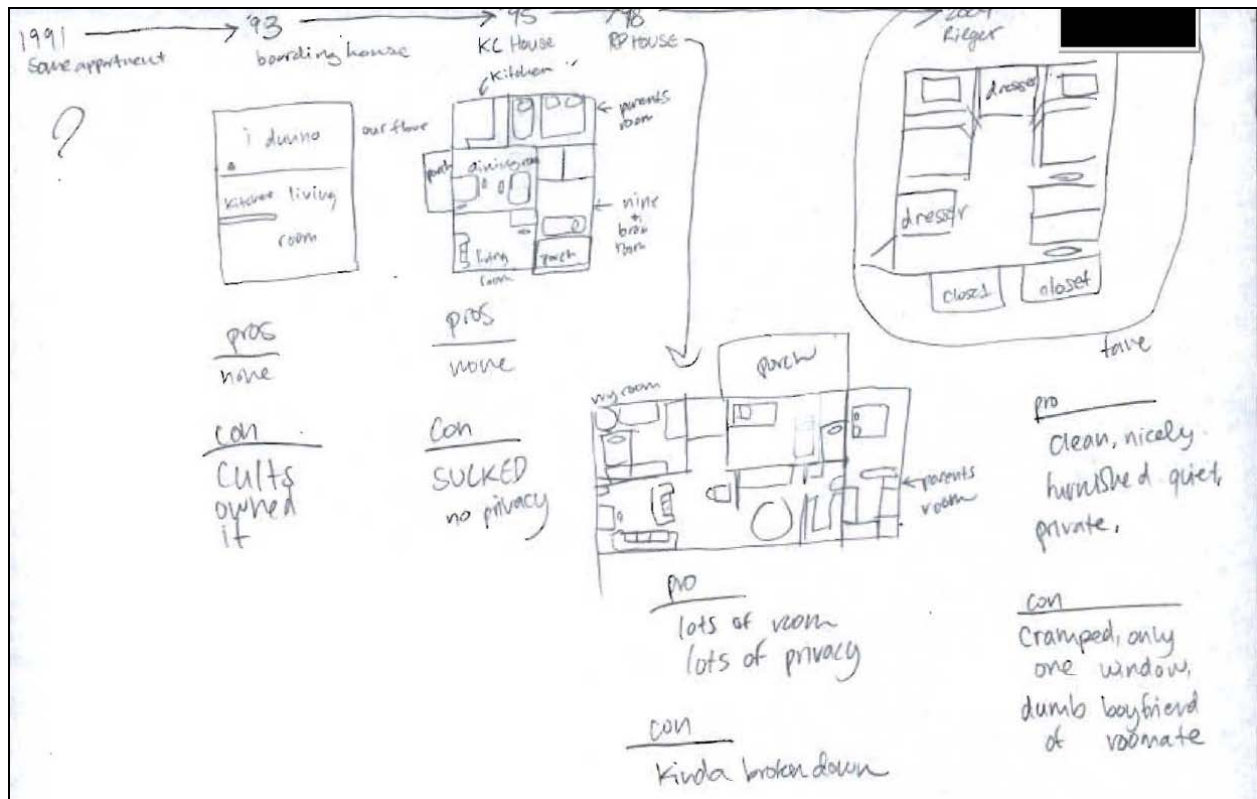 1991
Some appartment
?
'93
boarding house
i dunno
our floor
Kitchen living
room
pros
none
con
cults
owned
it
'95
KC House
kitchen
parents
room
porch
dining room
nine
+
bros
room
living
room
porch
pros
none
Con
SUCKED
no privacy
'98
RP HOUSE
my room
porch
parents
room
pro
lots of room
lots of privacy
con
kinda broken down
Rieger
dresser
dresser
closet
closet
fave
pro
clean, nicely
furnished quiet,
private,
con
Cramped, only
one window,
dumb boyfriend
of roomate